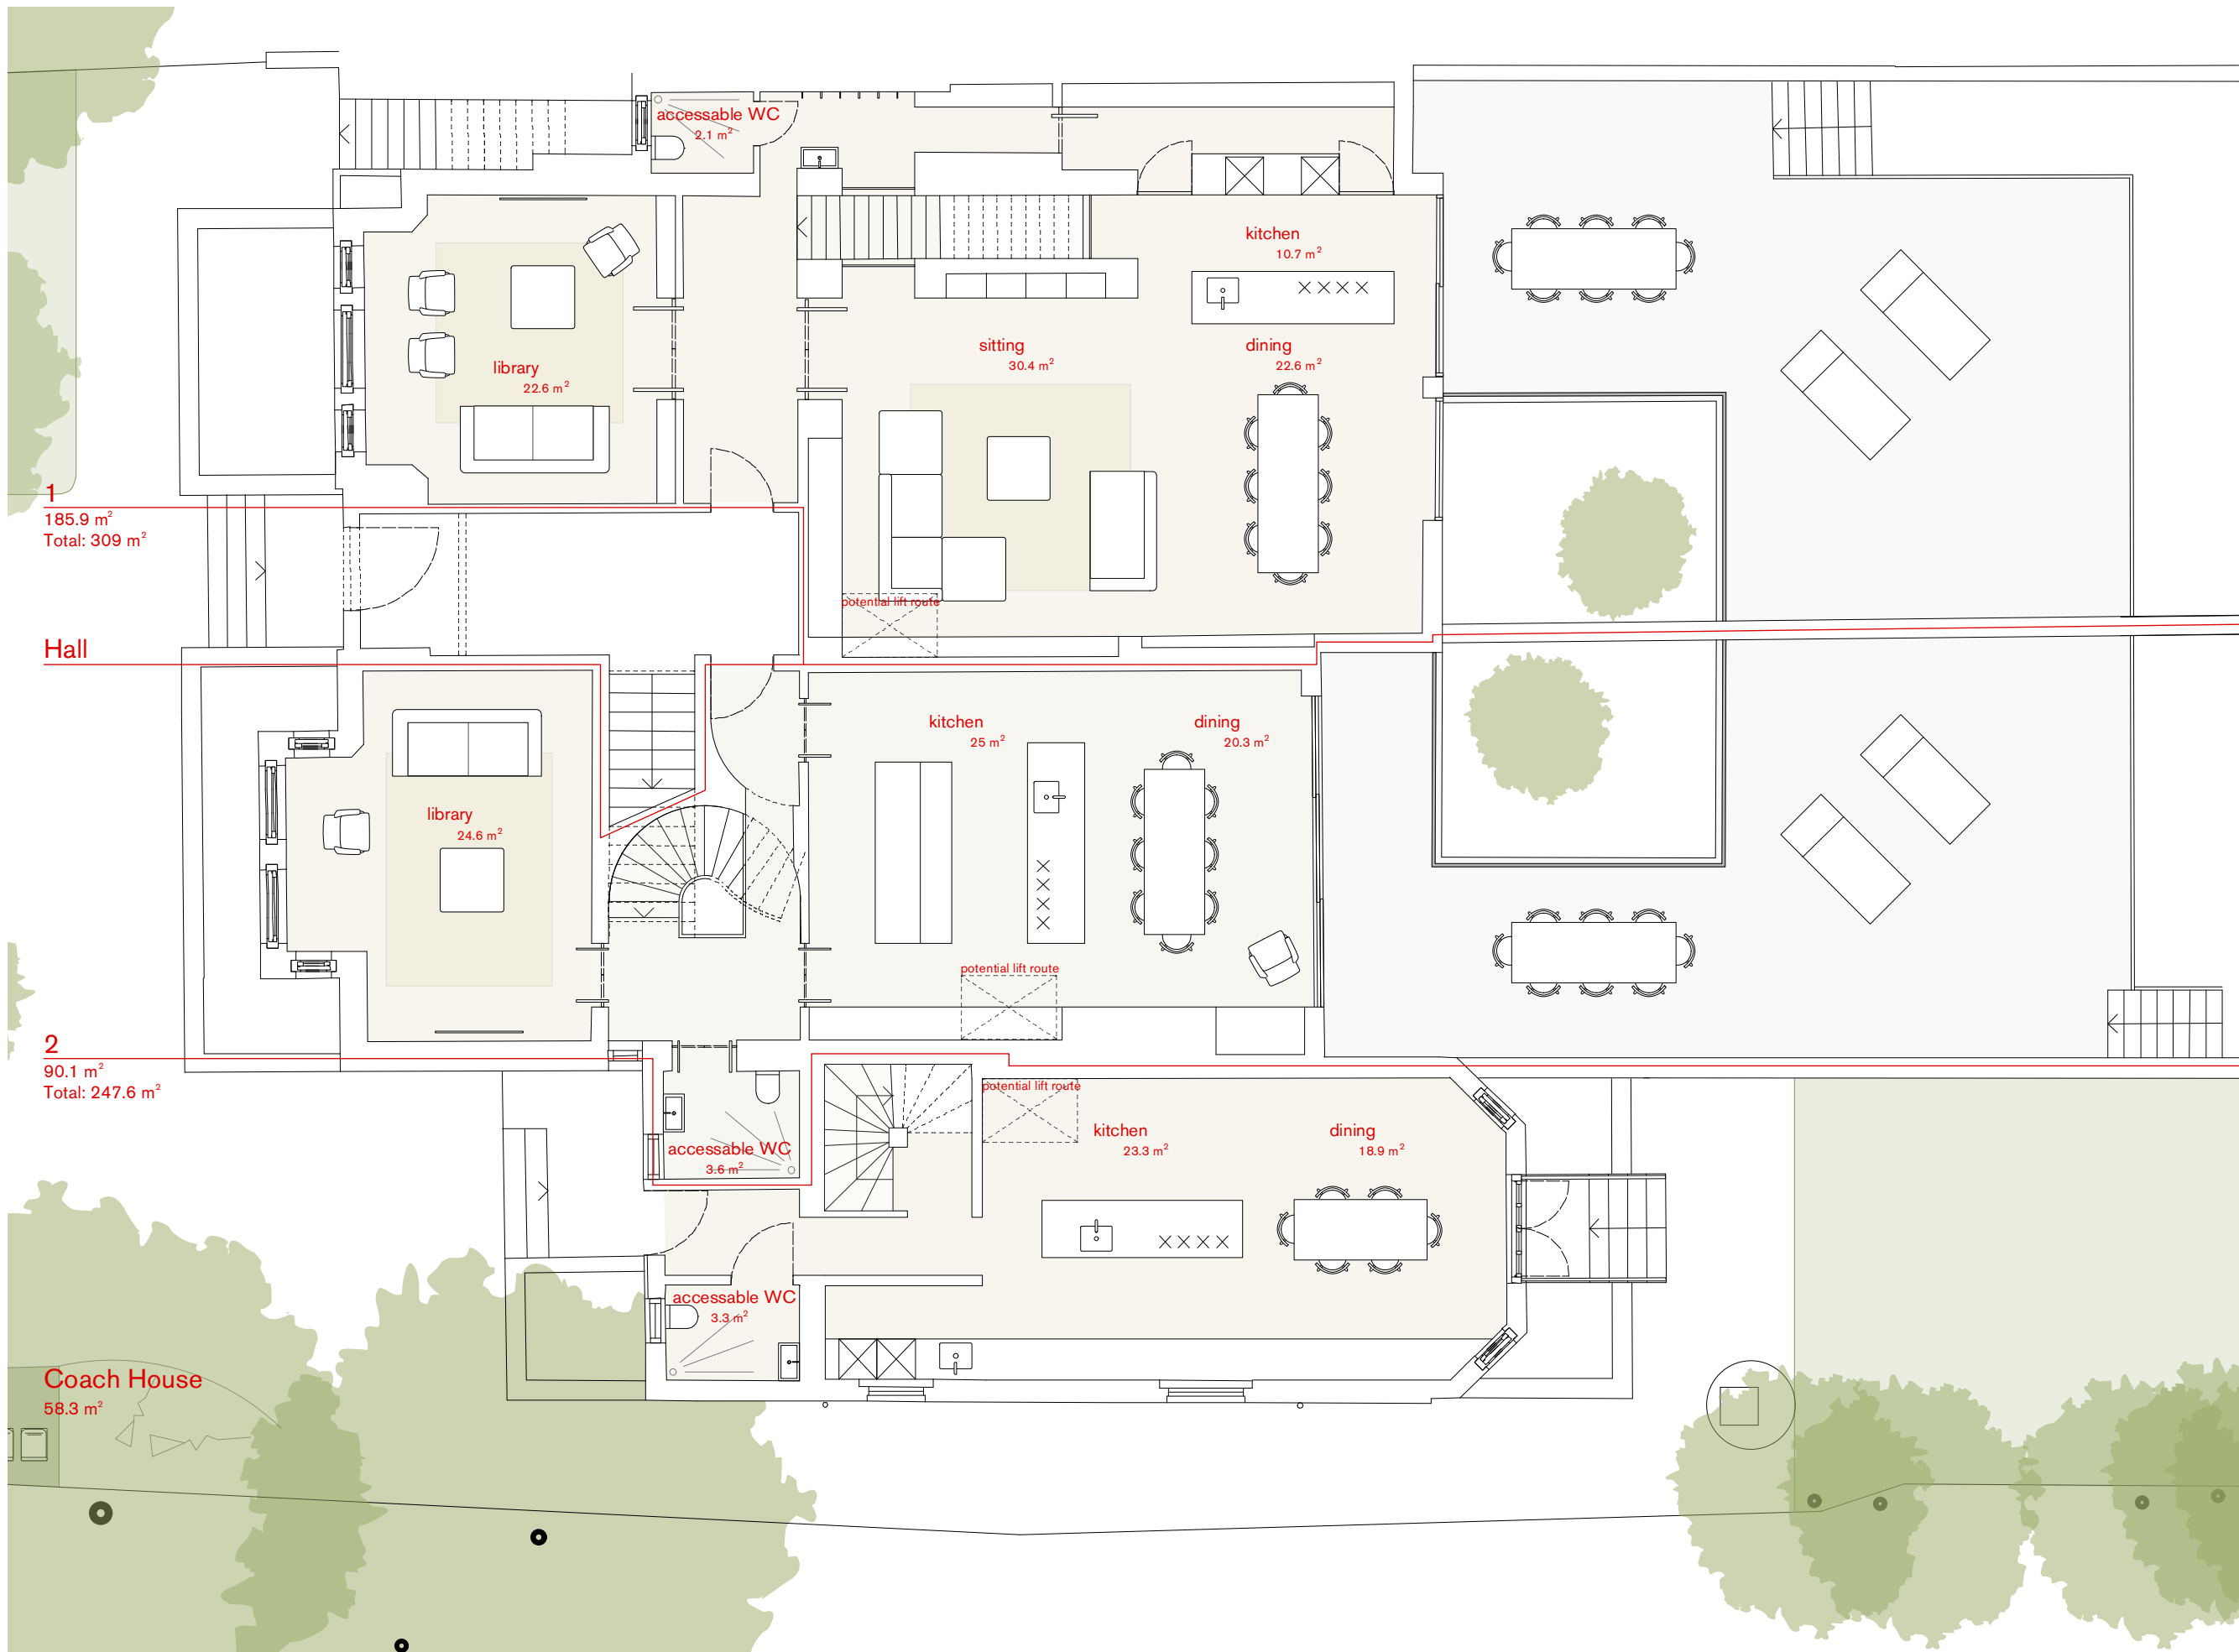 accessable WC
2.1 m²
kitchen
10.7 m²
library
22.6 m²
sitting
30.4 m²
dining
22.6 m²
1
185.9 m²
Total: 309 m²
potential lift route
Hall
kitchen
25 m²
dining
20.3 m²
library
24.6 m²
potential lift route
2
90.1 m²
Total: 247.6 m²
potential lift route
kitchen
23.3 m²
dining
18.9 m²
accessable WC
3.6 m²
accessable WC
3.3 m²
Coach House
58.3 m²